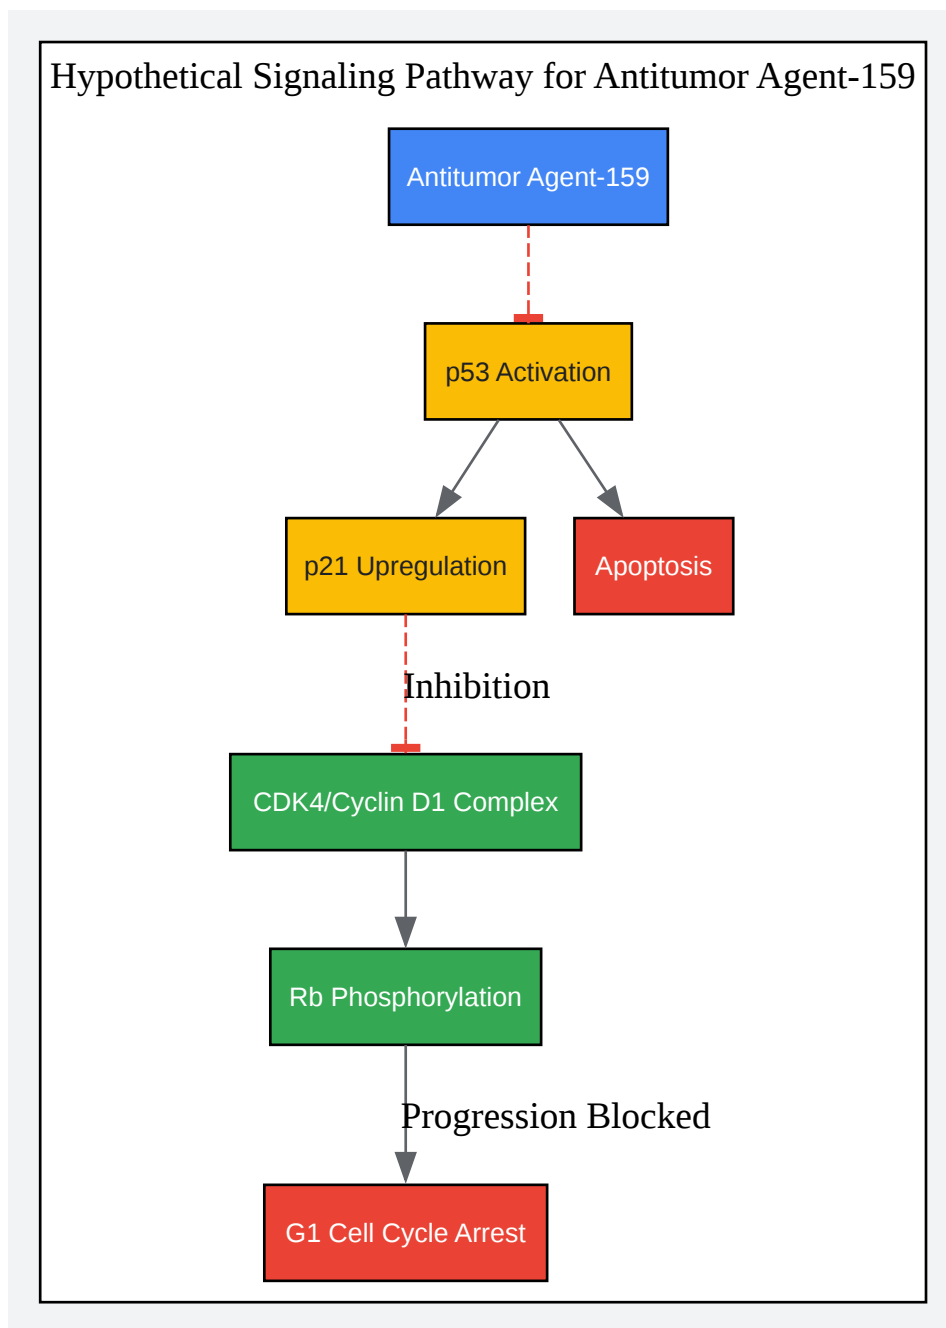 Hypothetical Signaling Pathway for Antitumor Agent-159
Antitumor Agent-159
p53 Activation
p21 Upregulation
Apoptosis
Inhibition
CDK4/Cyclin D1 Complex
Rb Phosphorylation
Progression Blocked
G1 Cell Cycle Arrest